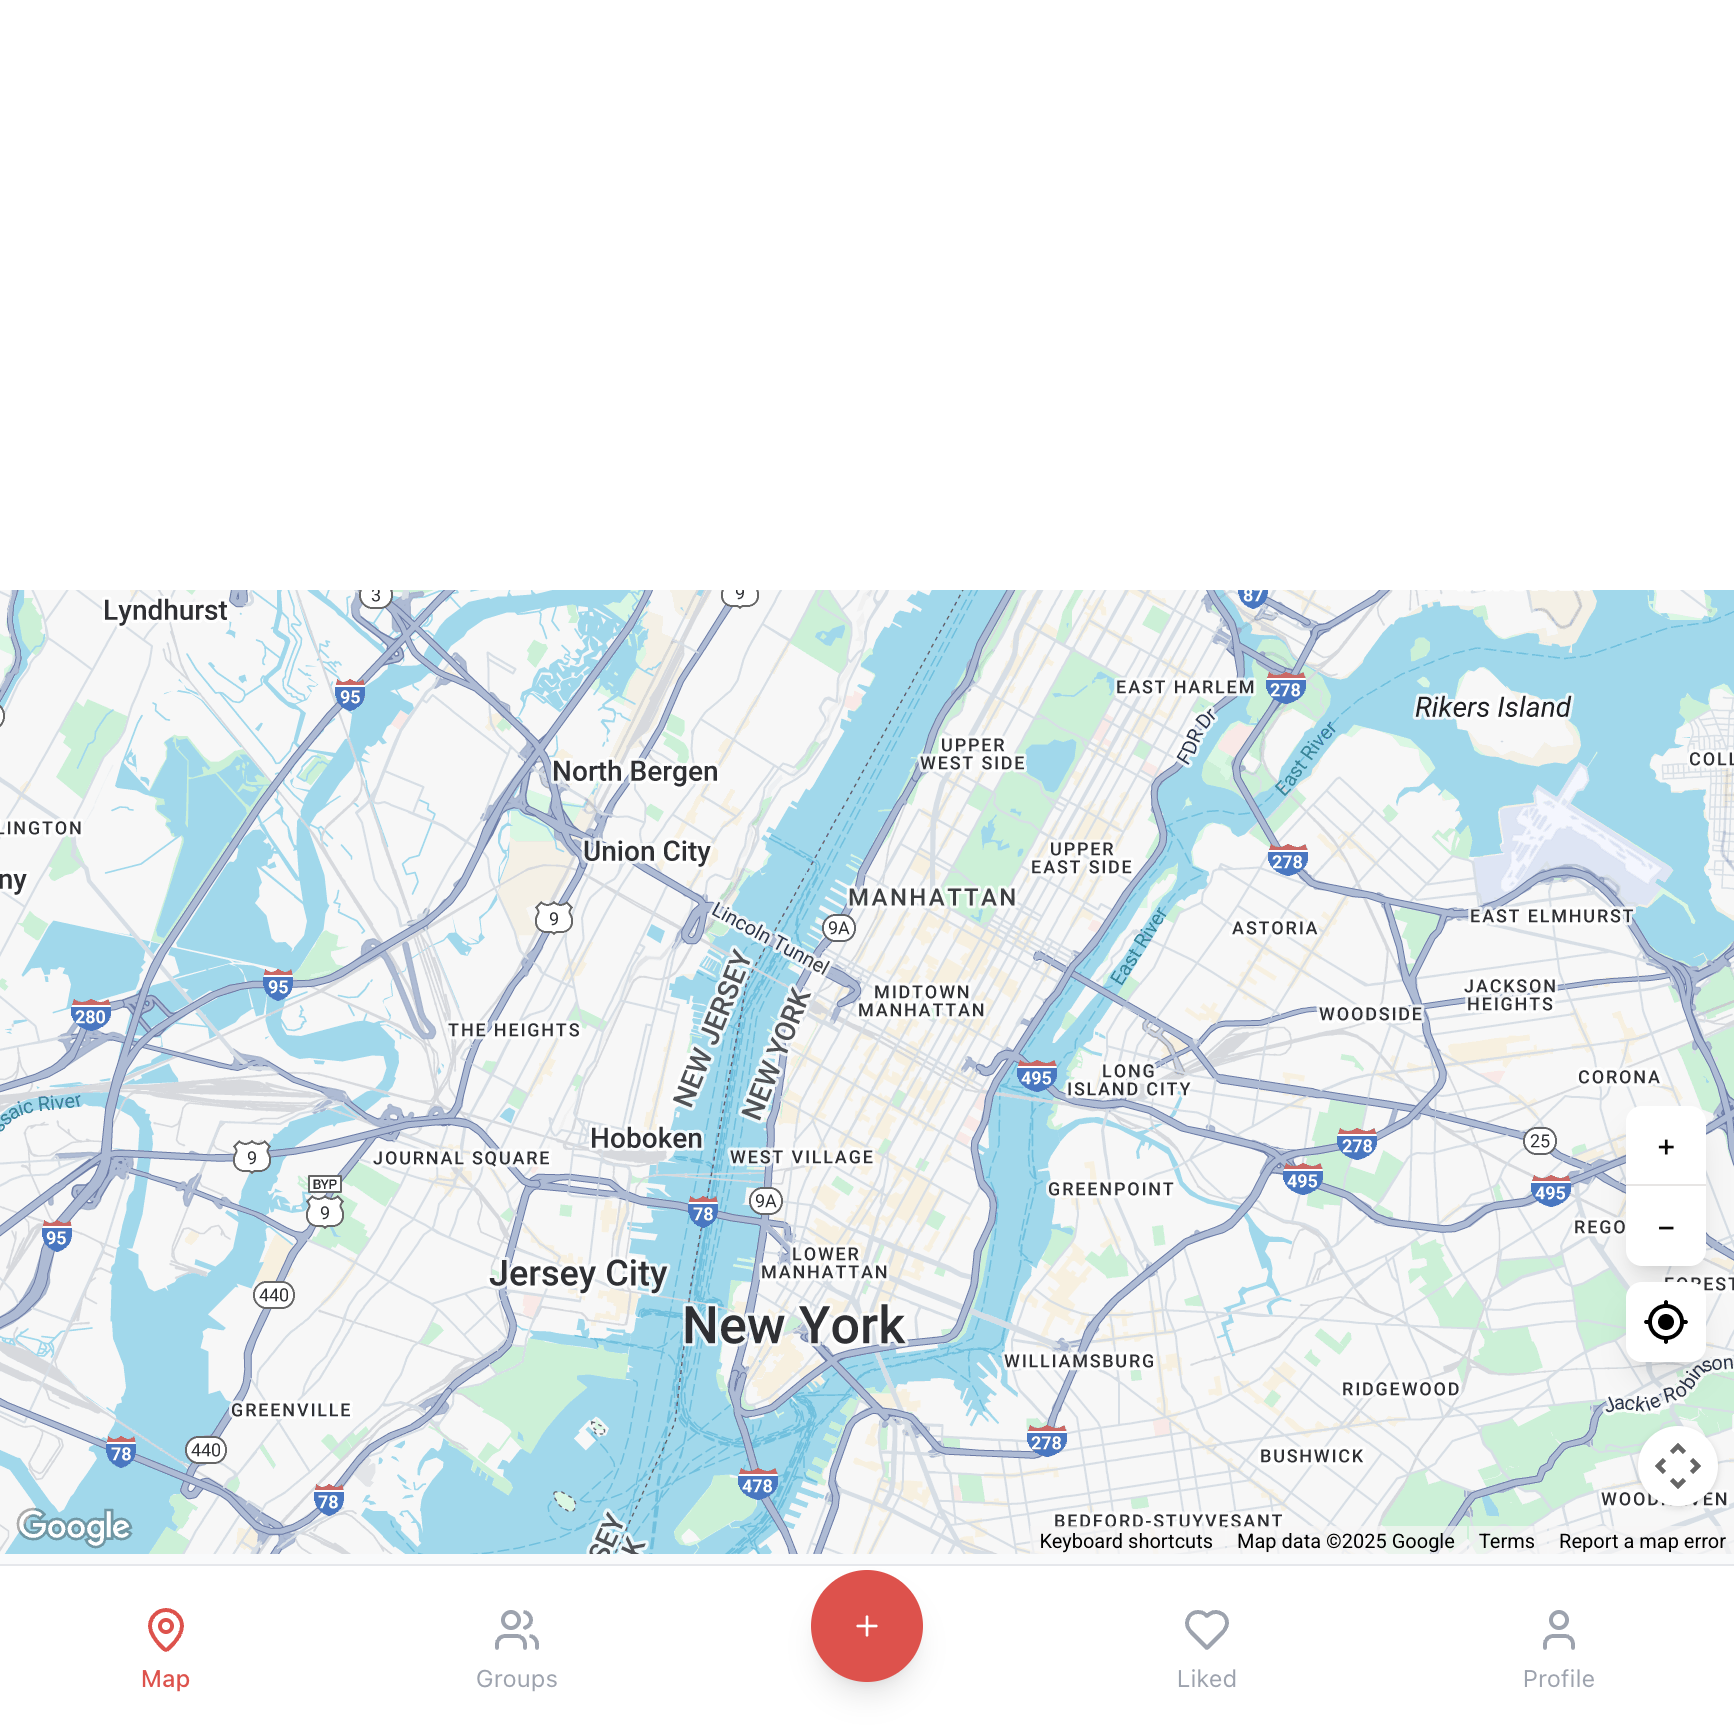 Lyndhurst
3
9
87
95
EAST HARLEM
278
Rikers Island
FDR Dr
East River
UPPER
WEST SIDE
COLL
North Bergen
LINGTON
Union City
UPPER
EAST SIDE
278
ny
MANHATTAN
9
Lincoln Tunnel
9A
EAST ELMHURST
ASTORIA
East River
95
280
NEW JERSEY
NEW YORK
MIDTOWN
MANHATTAN
JACKSON
HEIGHTS
WOODSIDE
THE HEIGHTS
495
LONG
ISLAND CITY
CORONA
ssaic River
Hoboken
9
JOURNAL SQUARE
WEST VILLAGE
278
25
+
BYP
9
GREENPOINT
495
495
9A
78
95
REGO
−
LOWER
MANHATTAN
Jersey City
FOREST
440
New York
WILLIAMSBURG
RIDGEWOOD
Jackie Robinson
GREENVILLE
78
440
278
BUSHWICK
478
78
WOODHAVEN
BEDFORD-STUYVESANT
SEY
K
Google
Keyboard shortcuts
Map data ©2025 Google
Terms
Report a map error
+
Map
Groups
Liked
Profile